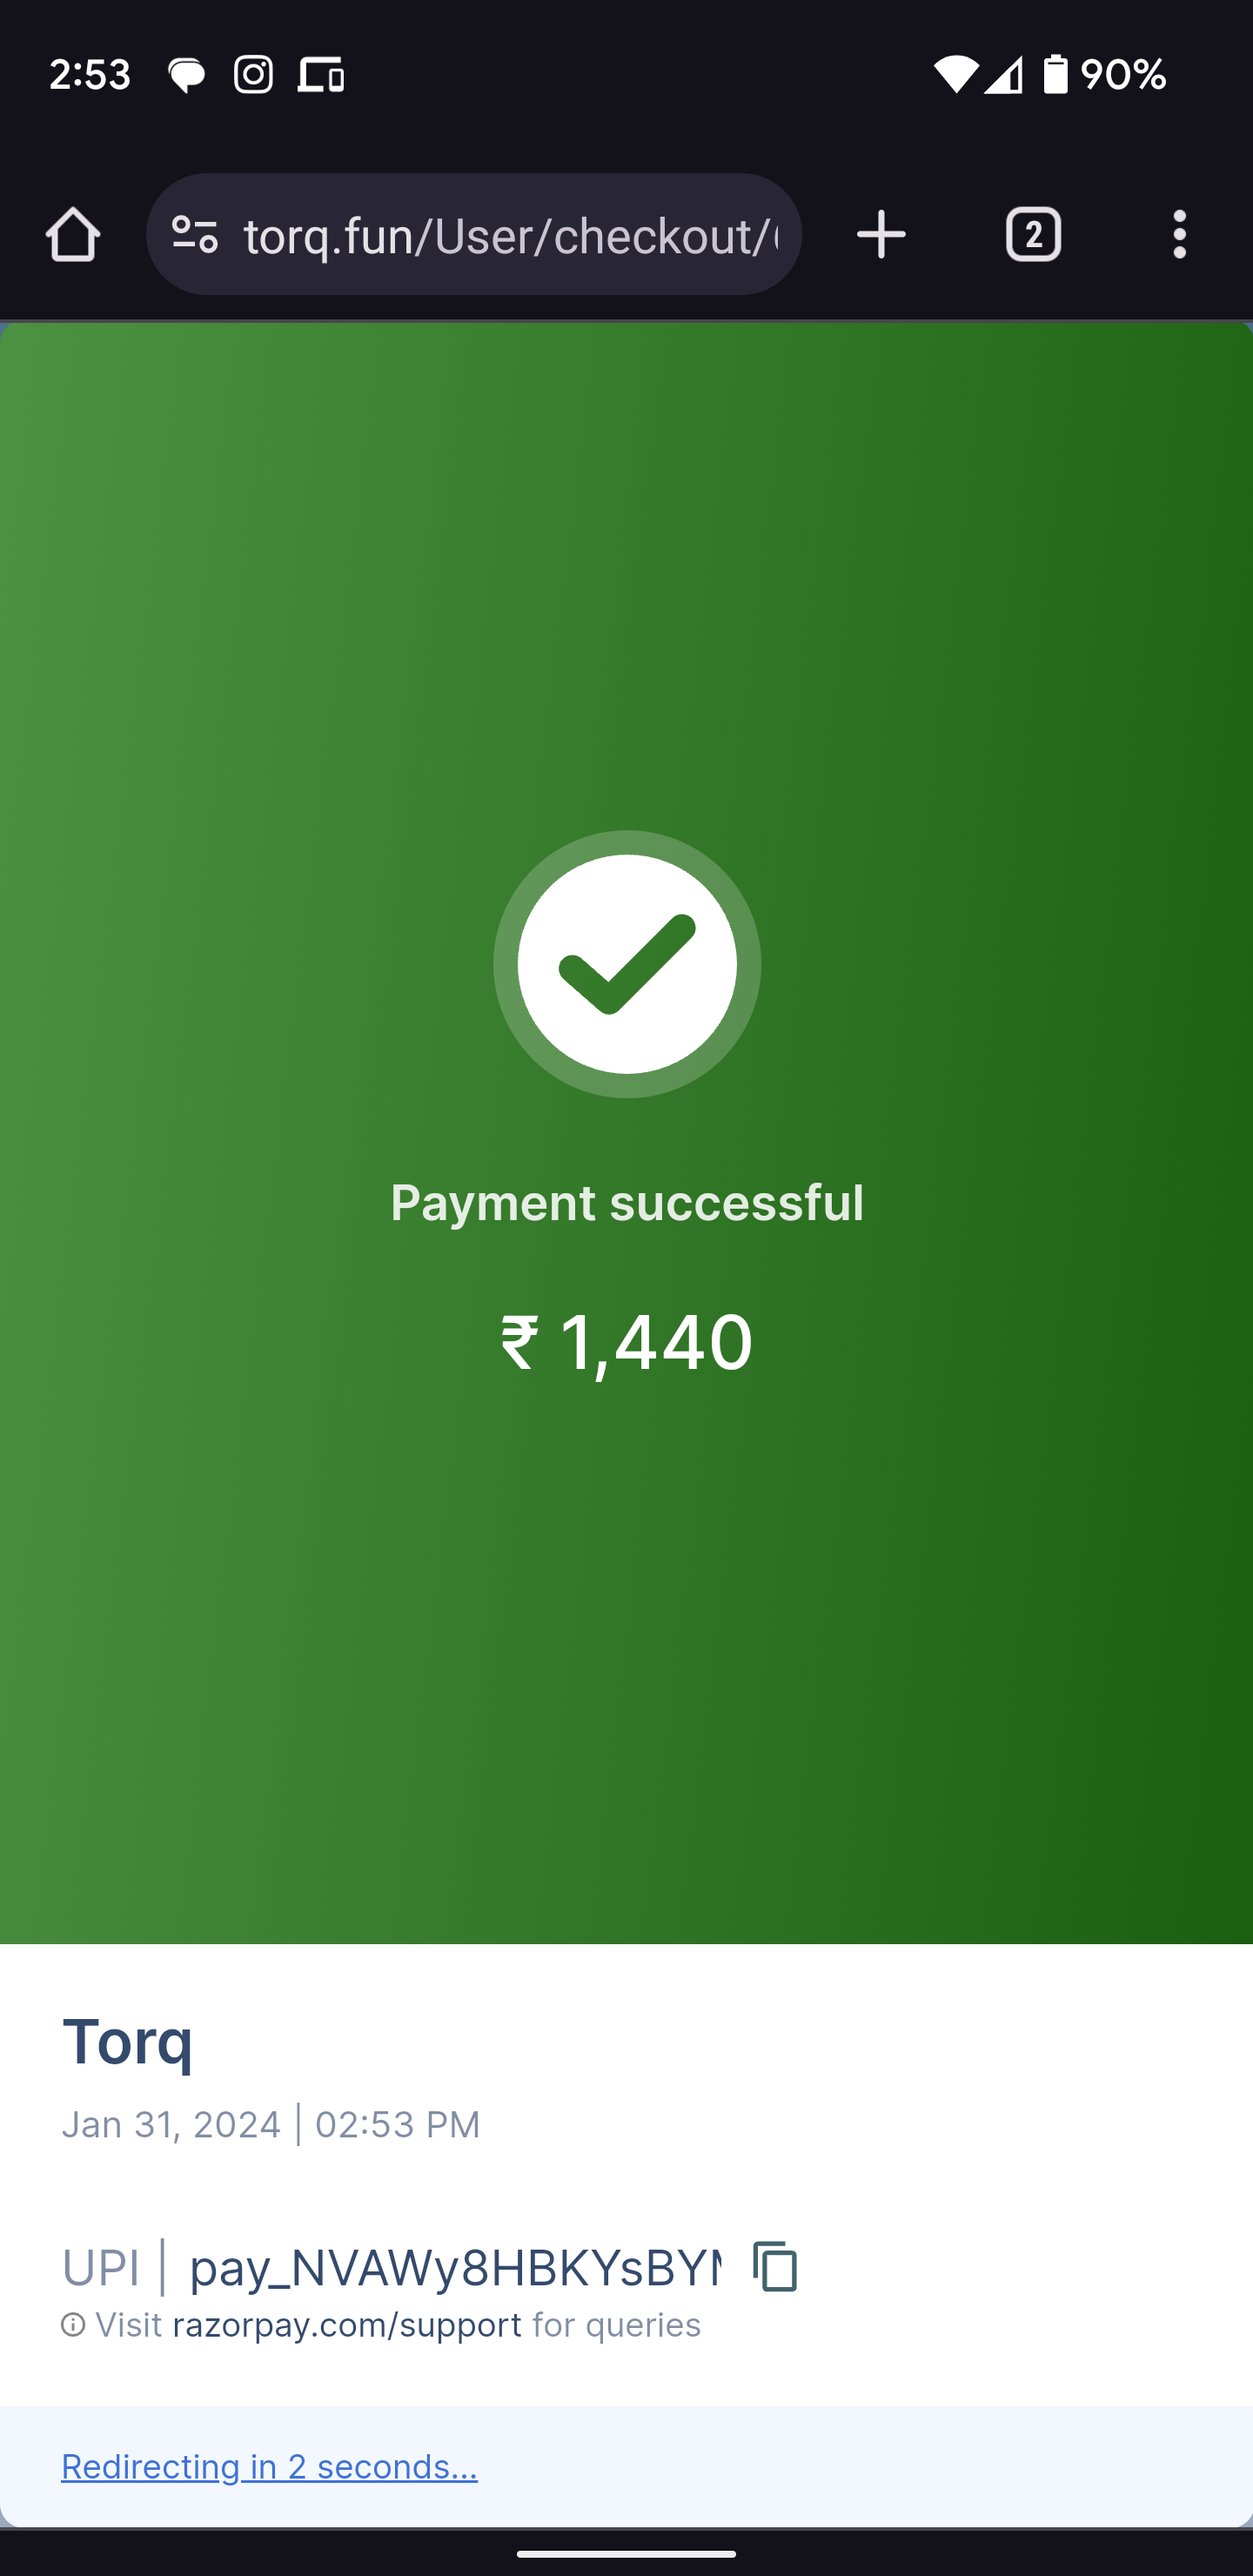 2:53 90%
torq.fun/User/checkout/
2
Payment successful
₹ 1,440
Torq
Jan 31, 2024 | 02:53 PM
UPI | pay_NVAWy8HBKYsBY
Visit razorpay.com/support for queries
Redirecting in 2 seconds...